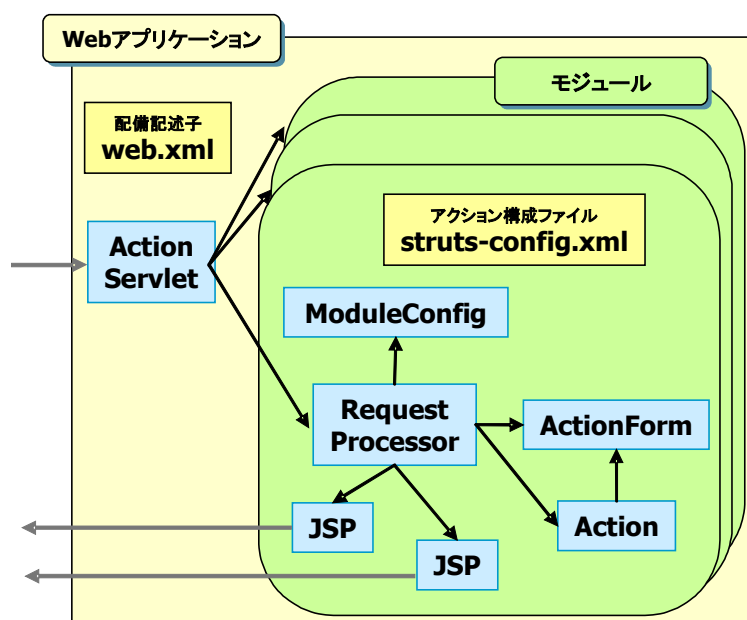 Webアプリケーション
モジュール
配備記述子
web.xml
アクション構成ファイル
struts-config.xml
Action
Servlet
ModuleConfig
Request
Processor
ActionForm
JSP
Action
JSP